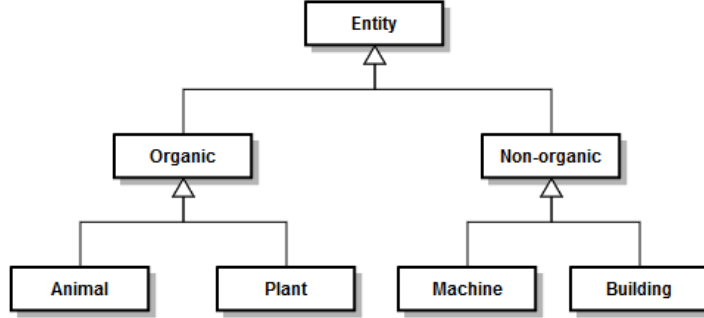 Entity
Organic
Non-organic
Animal
Plant
Machine
Building